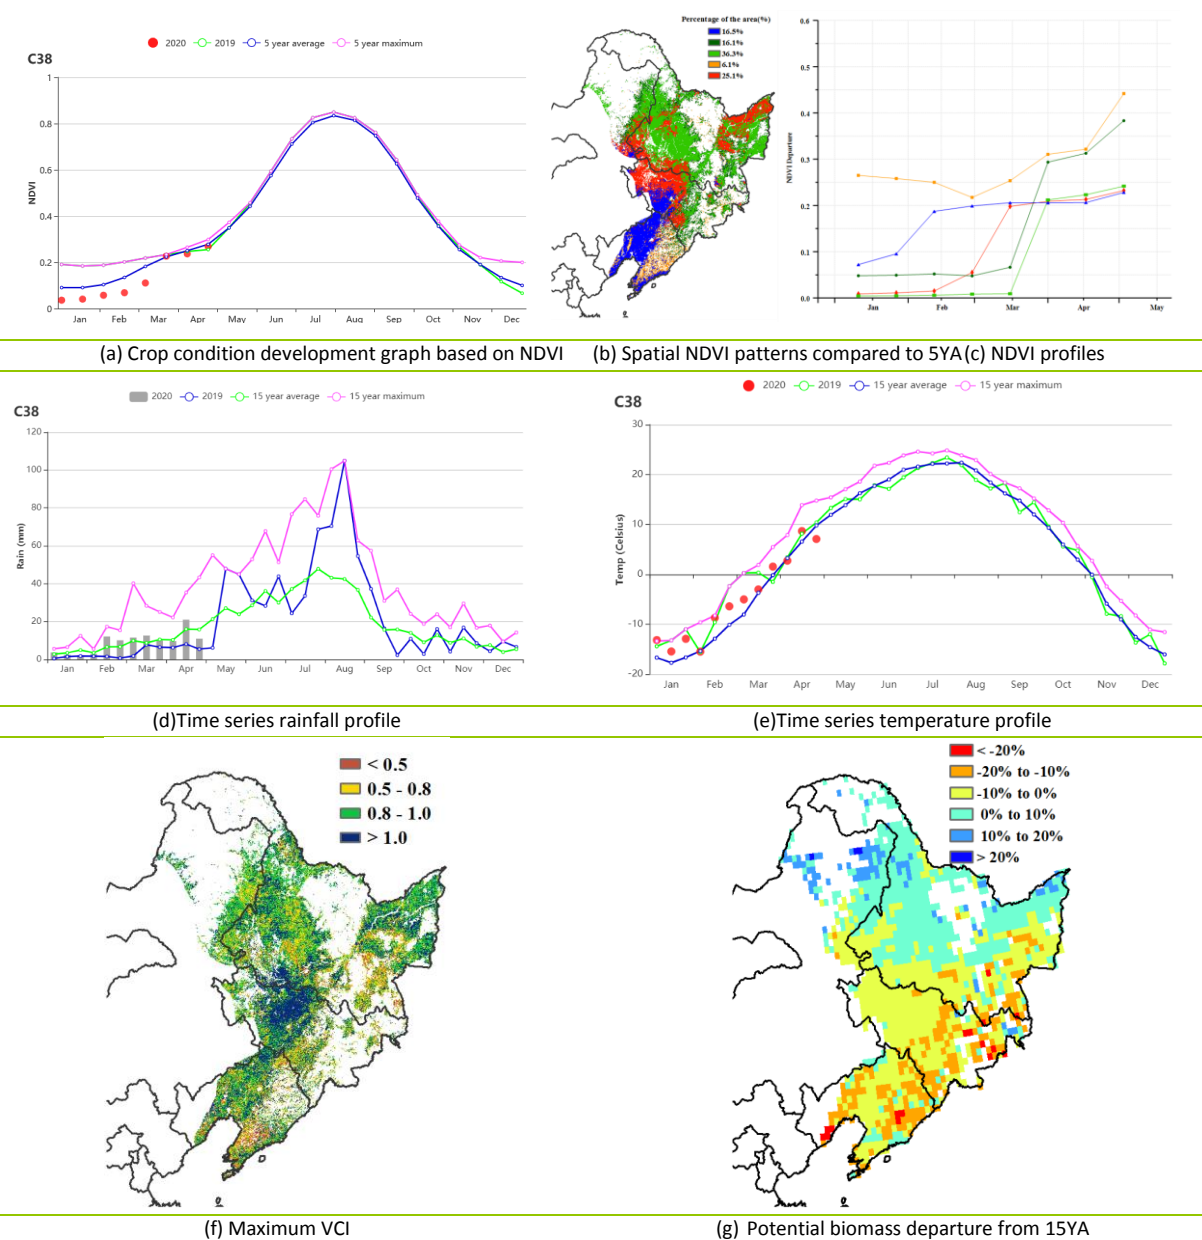 2020 2019 5 year average 5 year maximum
C38
1
0.8
0.6
0.4
0.2
0
NDVI
Jan Feb Mar Apr May Jun Jul Aug Sep Oct Nov Dec
Percentage of the area(%)
16.5%
16.1%
36.3%
6.1%
25.1%
0.6
0.5
0.4
0.3
0.2
0.1
0.0
NDVI Departure
Jan Feb Mar Apr May
(a) Crop condition development graph based on NDVI (b) Spatial NDVI patterns compared to 5YA (c) NDVI profiles
2020 2019 15 year average 15 year maximum
C38
120
100
80
60
40
20
0
Rain (mm)
Jan Feb Mar Apr May Jun Jul Aug Sep Oct Nov Dec
2020 2019 15 year average 15 year maximum
C38
30
20
10
0
-10
-20
Temp (Celsius)
Jan Feb Mar Apr May Jun Jul Aug Sep Oct Nov Dec
(d)Time series rainfall profile (e)Time series temperature profile
< 0.5
0.5 - 0.8
0.8 - 1.0
> 1.0
< -20%
-20% to -10%
-10% to 0%
0% to 10%
10% to 20%
> 20%
(f) Maximum VCI (g) Potential biomass departure from 15YA